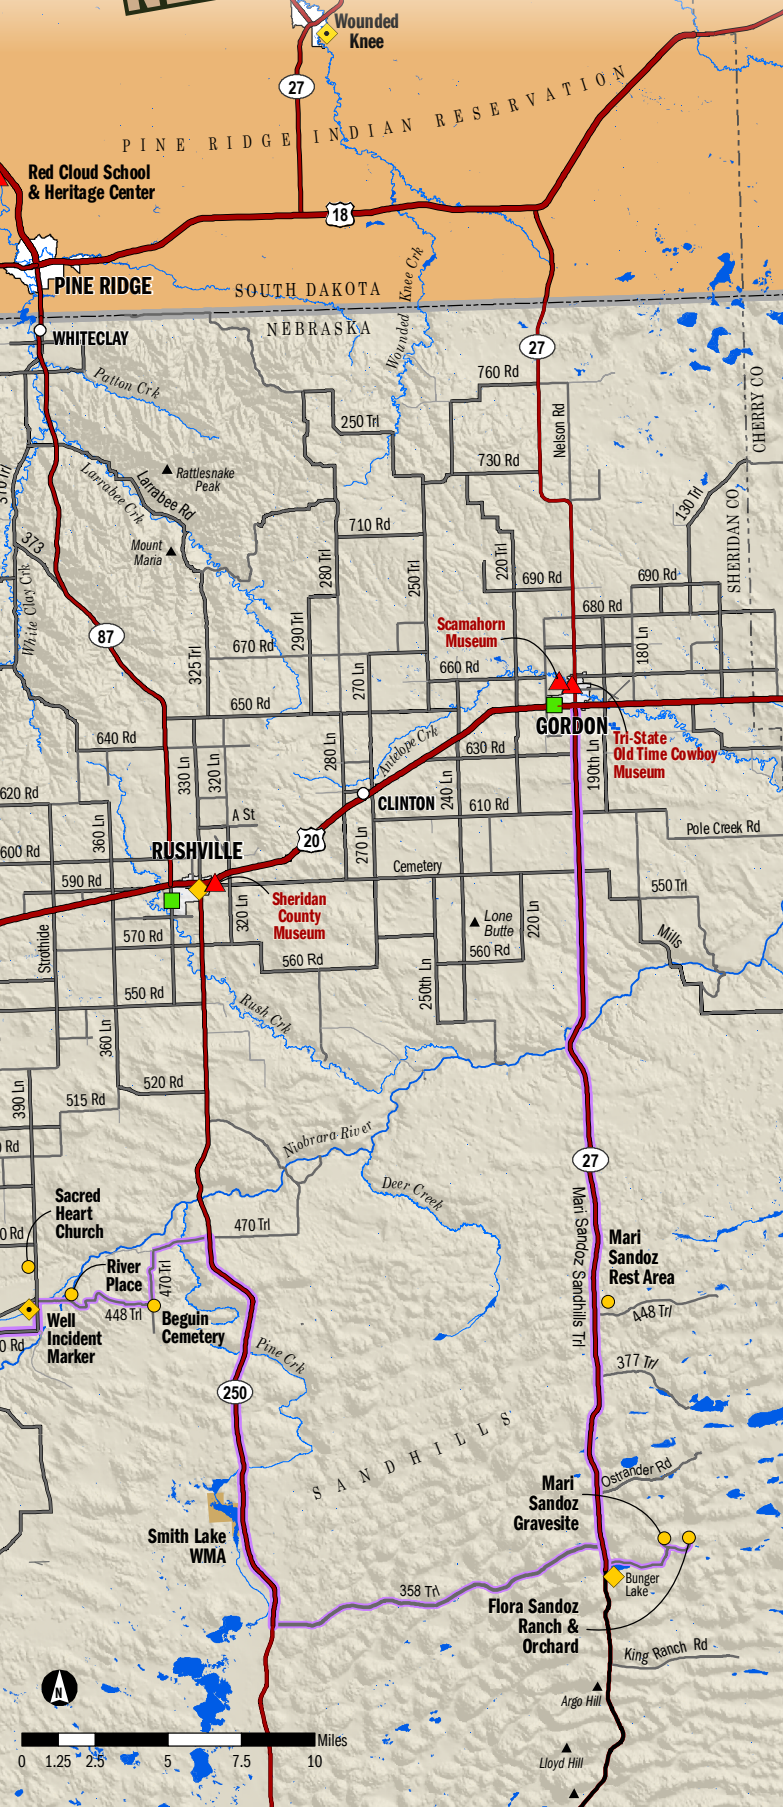 Wounded
Knee
27
PINE RIDGE INDIAN RESERVATION
Red Cloud School
& Heritage Center
18
PINE RIDGE
SOUTH DAKOTA
NEBRASKA
Wounded Knee Crk
WHITECLAY
27
760 Rd
Patton Crk
250 Trl
Nelson Rd
CHERRY CO
SHERIDAN CO
730 Rd
Rattlesnake
Peak
Larrabee Rd
Larrabee Crk
310 Trl
130 Trl
710 Rd
Mount
Maria
373
280 Trl
250 Trl
220 Trl
690 Rd
690 Rd
White Clay Crk
680 Rd
87
Scamahorn
Museum
290 Trl
670 Rd
180 Ln
325 Trl
660 Rd
270 Ln
650 Rd
GORDON
640 Rd
Antelope Crk
630 Rd
Tri-State
Old Time Cowboy
Museum
330 Ln
320 Ln
280 Ln
240 Ln
190th Ln
620 Rd
CLINTON
610 Rd
A St
360 Ln
Pole Creek Rd
600 Rd
RUSHVILLE
20
270 Ln
Cemetery
590 Rd
550 Trl
Sheridan
County
Museum
320 Ln
Lone
Butte
220 Ln
570 Rd
Strothide
Mills
560 Rd
560 Rd
550 Rd
250th Ln
Rush Crk
360 Ln
520 Rd
390 Ln
515 Rd
Rd
Niobrara River
27
Sacred
Heart
Church
Deer Creek
Mari Sandoz Sandhills Trl
0 Rd
470 Trl
Mari
Sandoz
Rest Area
River
Place
470 Trl
448 Trl
Beguin
Cemetery
448 Trl
Well
Incident
Marker
0 Rd
Pine Crk
377 Trl
250
SANDHILLS
Ostrander Rd
Mari
Sandoz
Gravesite
Smith Lake
WMA
358 Trl
Bunger
Lake
Flora Sandoz
Ranch &
Orchard
King Ranch Rd
N
Argo Hill
Miles
0 1.25 2.5 5 7.5 10
Lloyd Hill